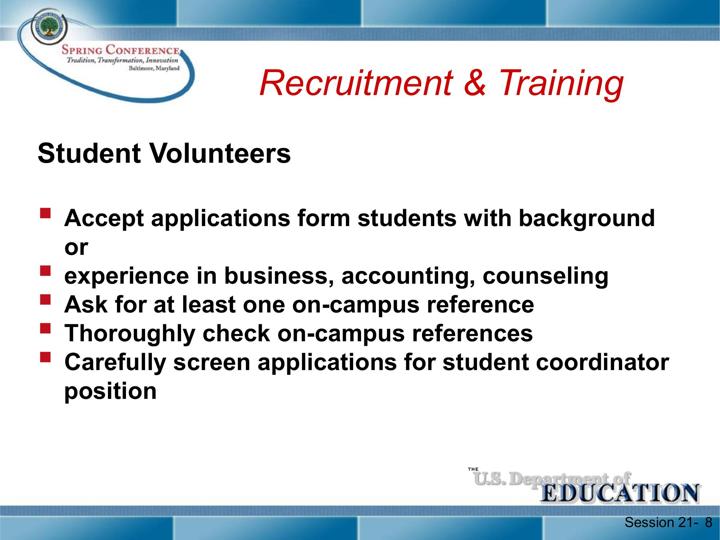 SPRING CONFERENCE
Tradition, Transformation, Innovation
Baltimore, Maryland
Recruitment & Training
Student Volunteers
Accept applications form students with background
or
experience in business, accounting, counseling
Ask for at least one on-campus reference
Thoroughly check on-campus references
Carefully screen applications for student coordinator
position
THE
U.S. Department of
EDUCATION
Session 21- 8